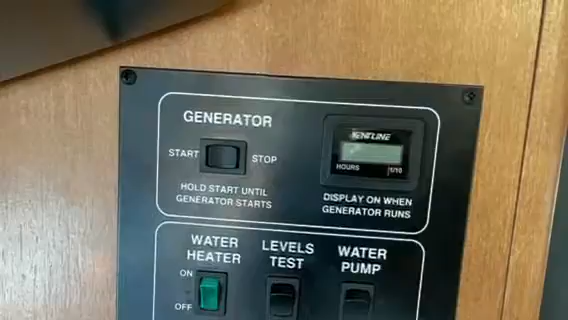 GENERATOR
START
STOP
HOLD START UNTIL
GENERATOR STARTS
VENTLINE
HOURS
1/10
DISPLAY ON WHEN
GENERATOR RUNS
WATER
HEATER
ON
OFF
LEVELS
TEST
WATER
PUMP